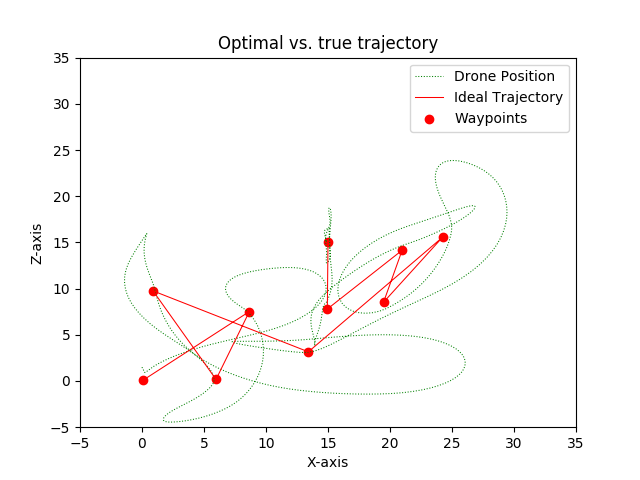 Optimal vs. true trajectory
Drone Position
Ideal Trajectory
Waypoints
35
30
25
20
15
10
5
0
−5
Z-axis
−5 0 5 10 15 20 25 30 35
X-axis